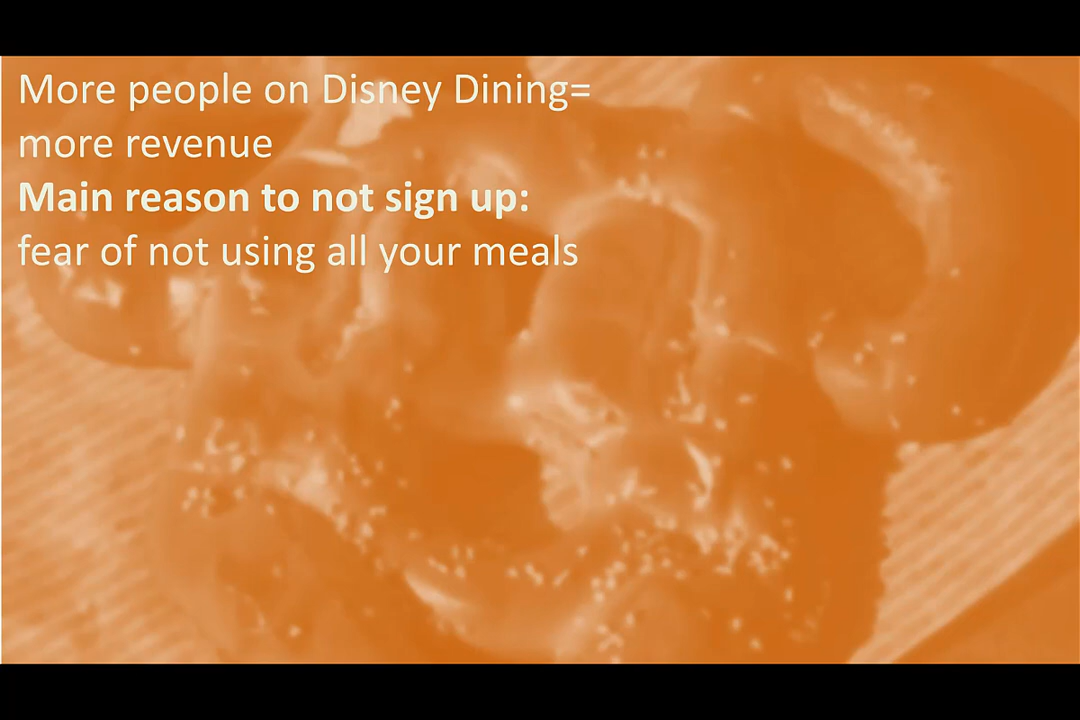 More people on Disney Dining=
more revenue
Main reason to not sign up:
fear of not using all your meals